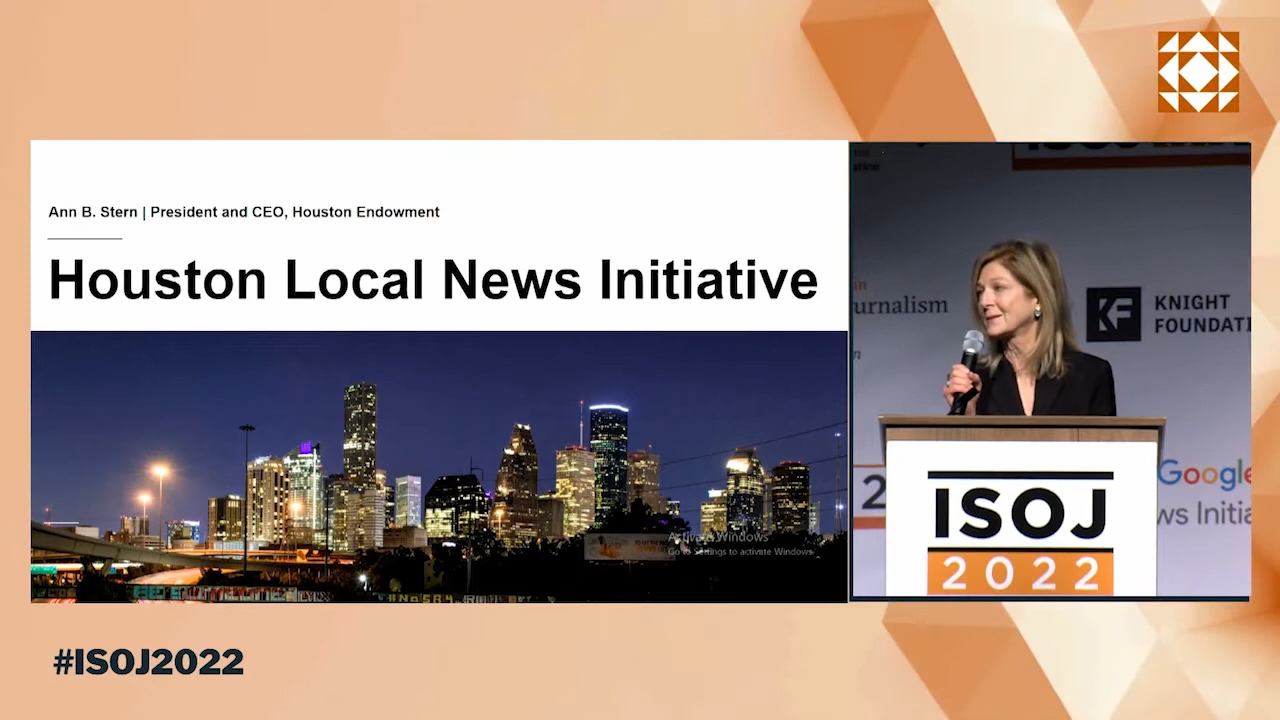 Ann B. Stern | President and CEO, Houston Endowment
Houston Local News Initiative
Activate Windows
Go to Settings to activate Windows.
urnalism
KNIGHT
FOUNDATI
Google
ws Initia
ISOJ
2022
#ISOJ2022